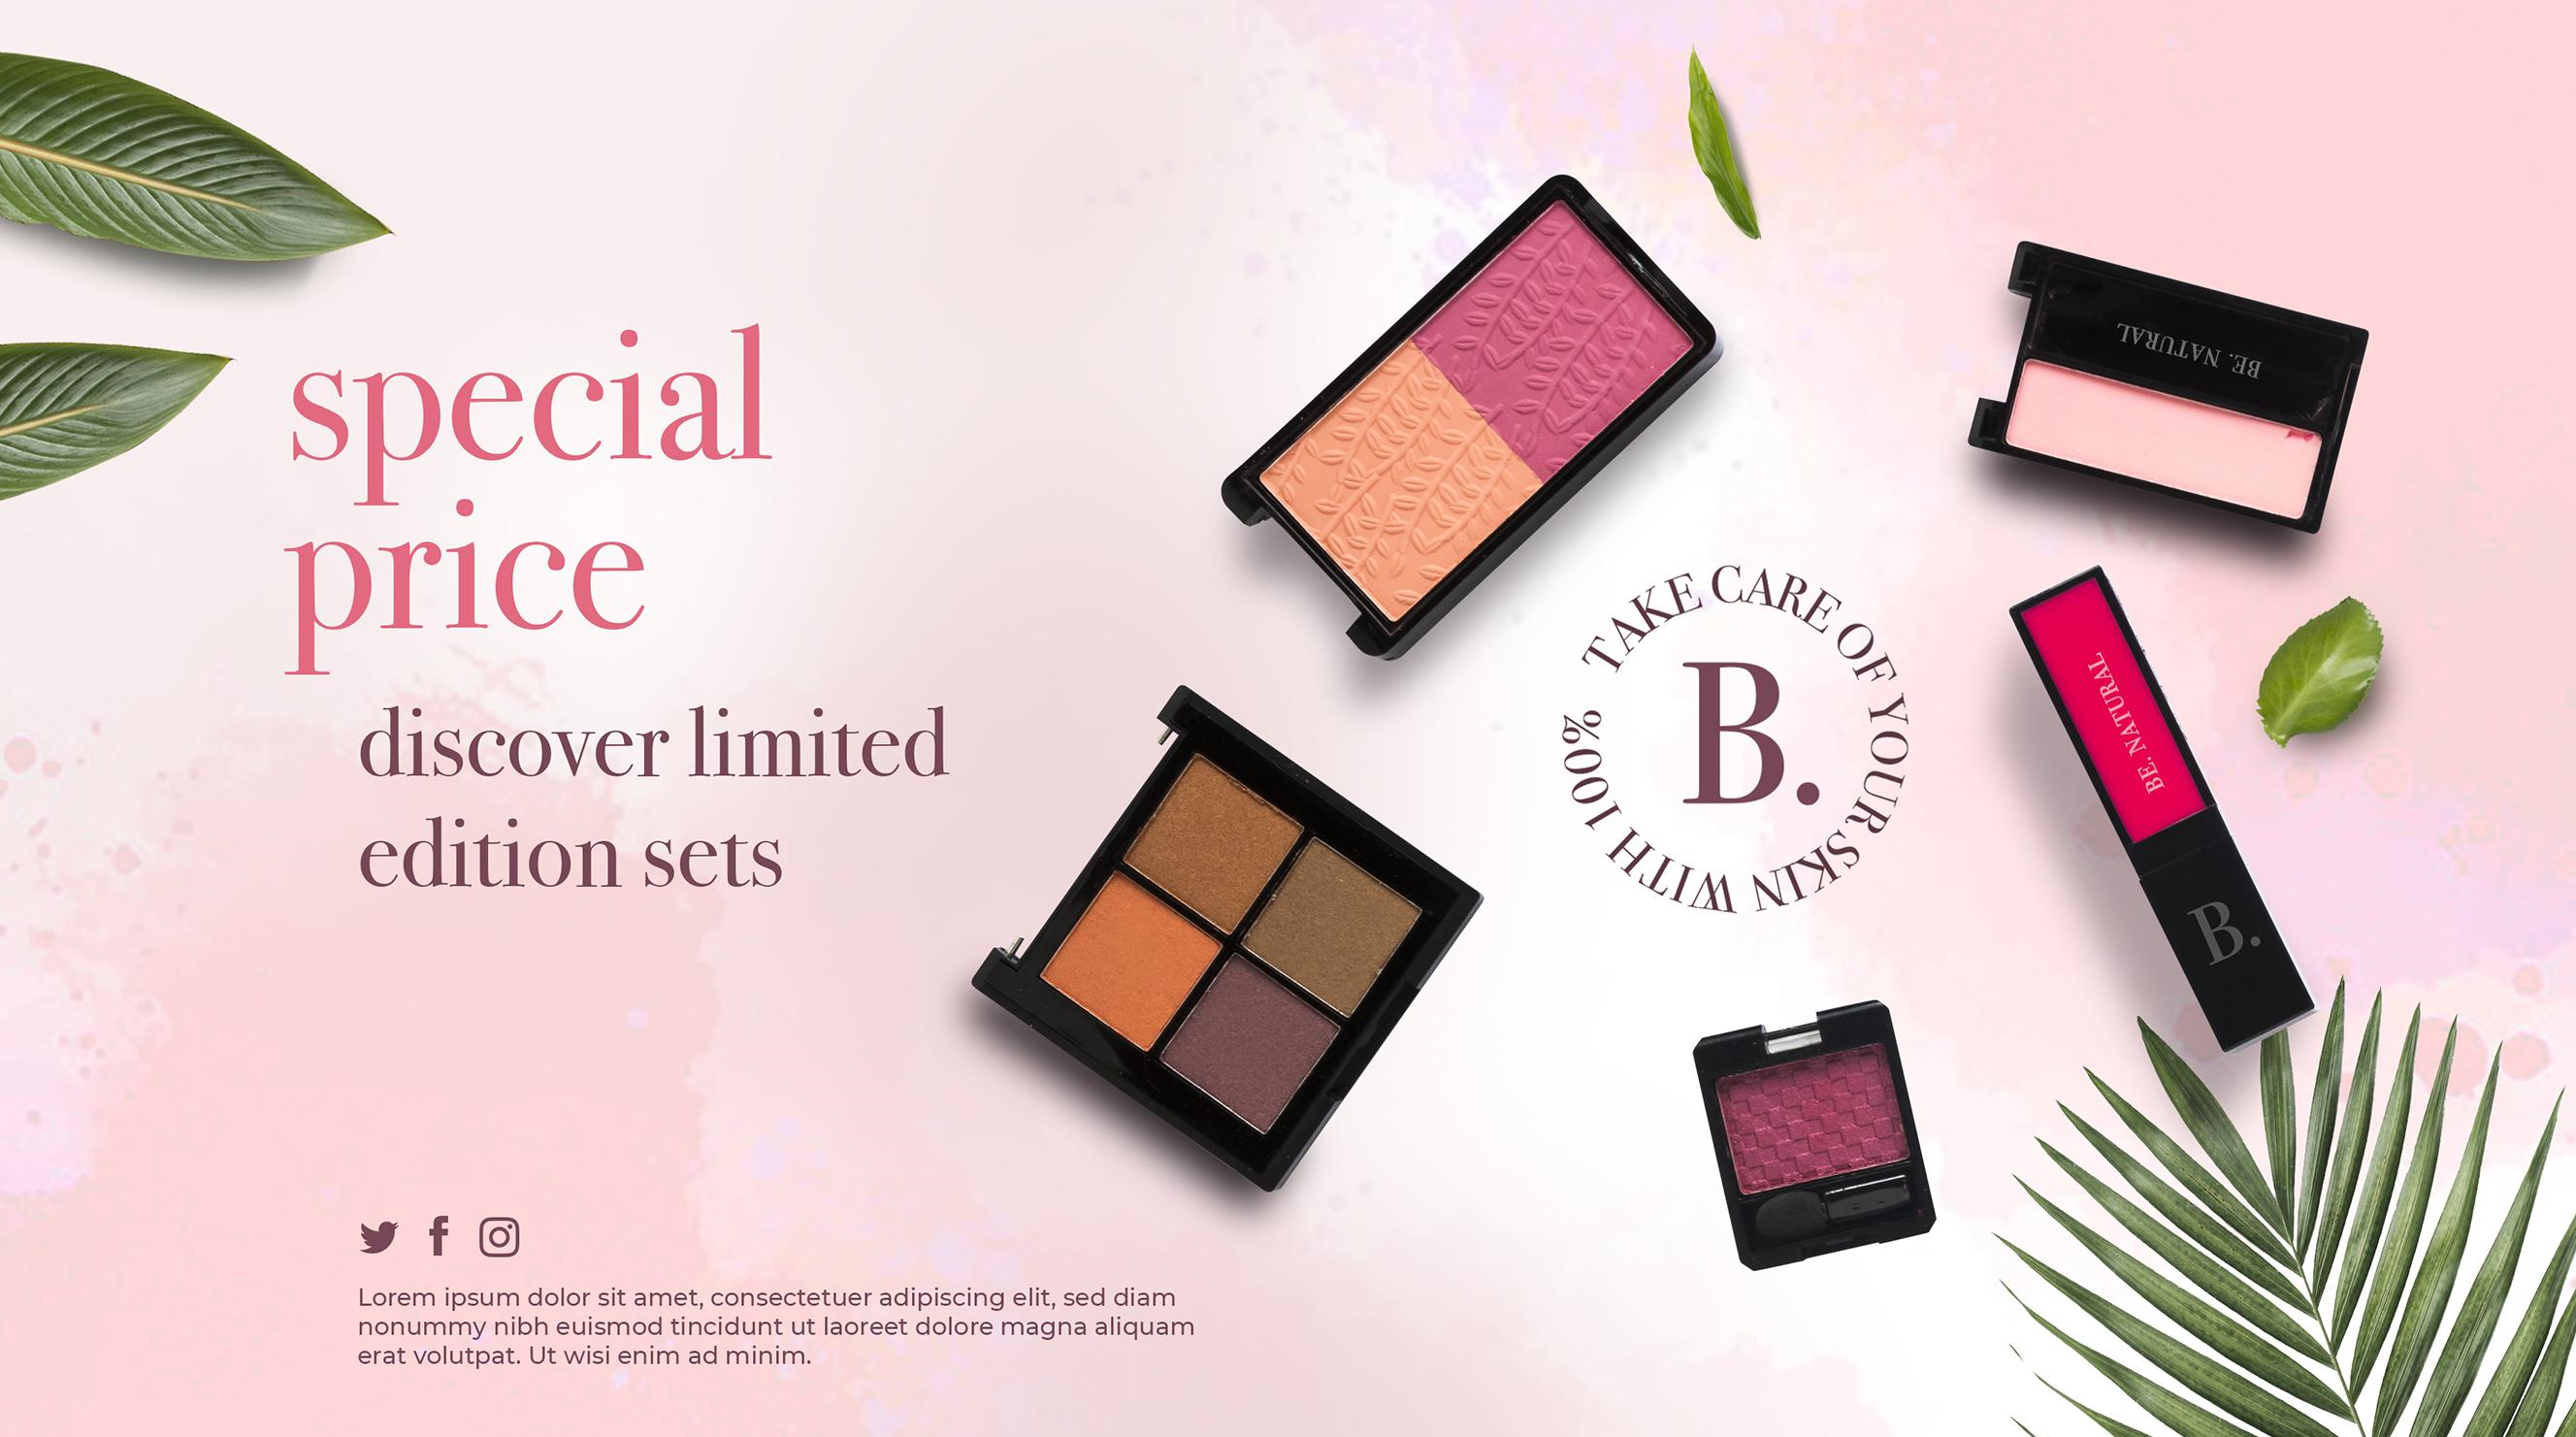 special
price
discover limited
edition sets
Lorem ipsum dolor sit amet, consectetuer adipiscing elit, sed diam
nonummy nibh euismod tincidunt ut laoreet dolore magna aliquam
erat volutpat. Ut wisi enim ad minim.
TAKE CARE OF YOUR SKIN WITH 100%
B.
BE. NATURAL
BE. NATURAL
B.